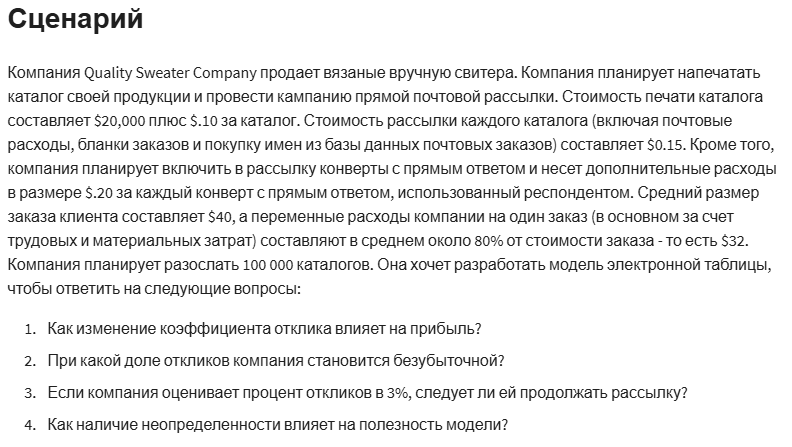 Сценарий
Компания Quality Sweater Company продает вязаные вручную свитера. Компания планирует напечатать
каталог своей продукции и провести кампанию прямой почтовой рассылки. Стоимость печати каталога
составляет $20,000 плюс $.10 за каталог. Стоимость рассылки каждого каталога (включая почтовые
расходы, бланки заказов и покупку имен из базы данных почтовых заказов) составляет $0.15. Кроме того,
компания планирует включить в рассылку конверты с прямым ответом и несет дополнительные расходы
в размере $.20 за каждый конверт с прямым ответом, использованный респондентом. Средний размер
заказа клиента составляет $40, а переменные расходы компании на один заказ (в основном за счет
трудовых и материальных затрат) составляют в среднем около 80% от стоимости заказа - то есть $32.
Компания планирует разослать 100 000 каталогов. Она хочет разработать модель электронной таблицы,
чтобы ответить на следующие вопросы:
1. Как изменение коэффициента отклика влияет на прибыль?
2. При какой доле откликов компания становится безубыточной?
3. Если компания оценивает процент откликов в 3%, следует ли ей продолжать рассылку?
4. Как наличие неопределенности влияет на полезность модели?